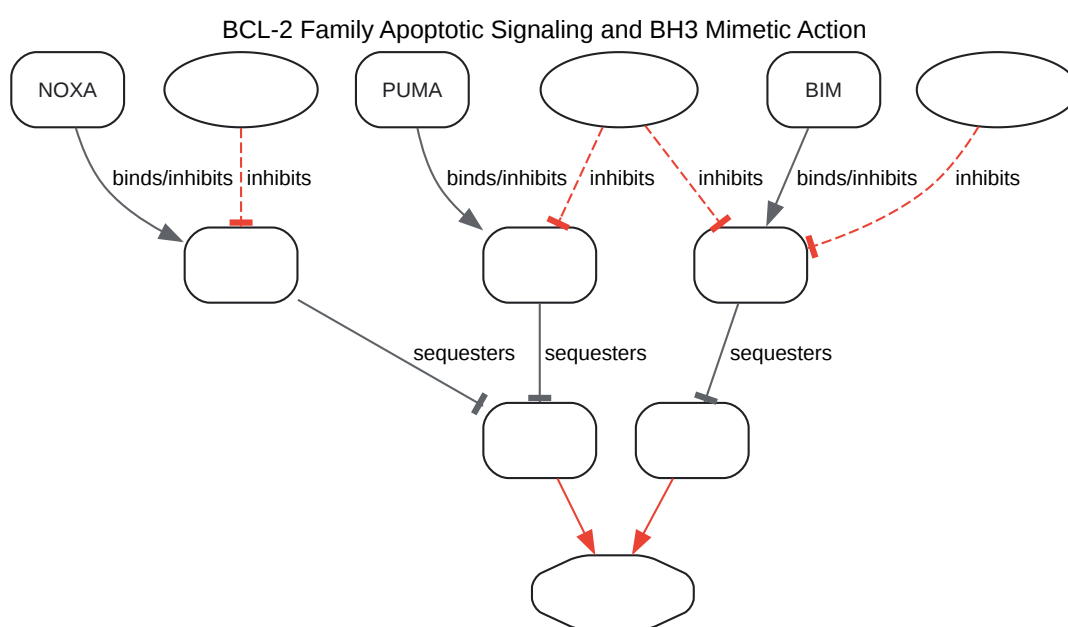 BCL-2 Family Apoptotic Signaling and BH3 Mimetic Action
NOXA
PUMA
BIM
binds/inhibits
inhibits
binds/inhibits
inhibits
inhibits
binds/inhibits
inhibits
sequesters
sequesters
sequesters